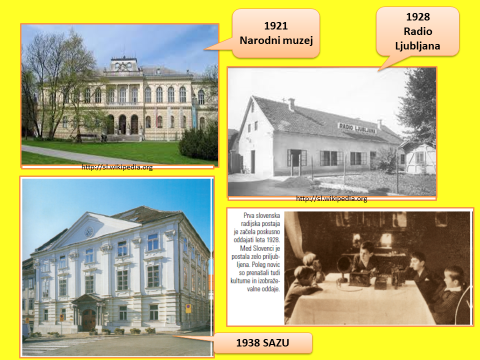 1921
Narodni muzej
1928
Radio
Ljubljana
RADIO LJUBLJANA
http://sl.wikipedia.org
http://sl.wikipedia.org
Prva slovenska
radijska postaja
je začela poskusno
oddajati leta 1928.
Med Slovenci je
postala zelo priljub-
ljena. Poleg novic
so prenašali tudi
kulturne in izobraže-
valne oddaje.
1938 SAZU